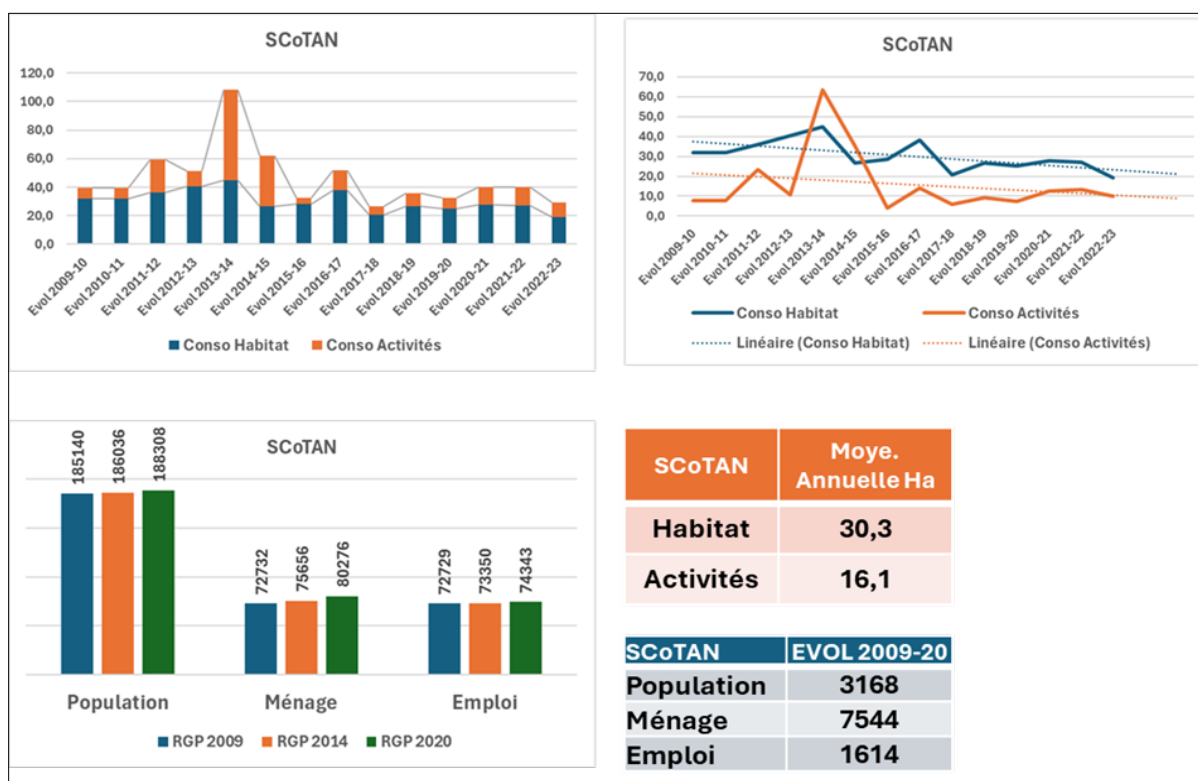 SCoTAN
120,0
100,0
80,0
60,0
40,0
20,0
0,0
Evol 2009-10
Evol 2010-11
Evol 2011-12
Evol 2012-13
Evol 2013-14
Evol 2014-15
Evol 2015-16
Evol 2016-17
Evol 2017-18
Evol 2018-19
Evol 2019-20
Evol 2020-21
Evol 2021-22
Evol 2022-23
Conso Habitat Conso Activités
SCoTAN
70,0
60,0
50,0
40,0
30,0
20,0
10,0
0,0
Evol 2009-10
Evol 2010-11
Evol 2011-12
Evol 2012-13
Evol 2013-14
Evol 2014-15
Evol 2015-16
Evol 2016-17
Evol 2017-18
Evol 2018-19
Evol 2019-20
Evol 2020-21
Evol 2021-22
Evol 2022-23
Conso Habitat Conso Activités
Linéaire (Conso Habitat) Linéaire (Conso Activités)
SCoTAN
185140
186036
188308
72732
75656
80276
72729
73350
74343
Population Ménage Emploi
RGP 2009 RGP 2014 RGP 2020
SCoTAN Moye.
Annuelle Ha
Habitat 30,3
Activités 16,1
SCoTAN EVOL 2009-20
Population 3168
Ménage 7544
Emploi 1614